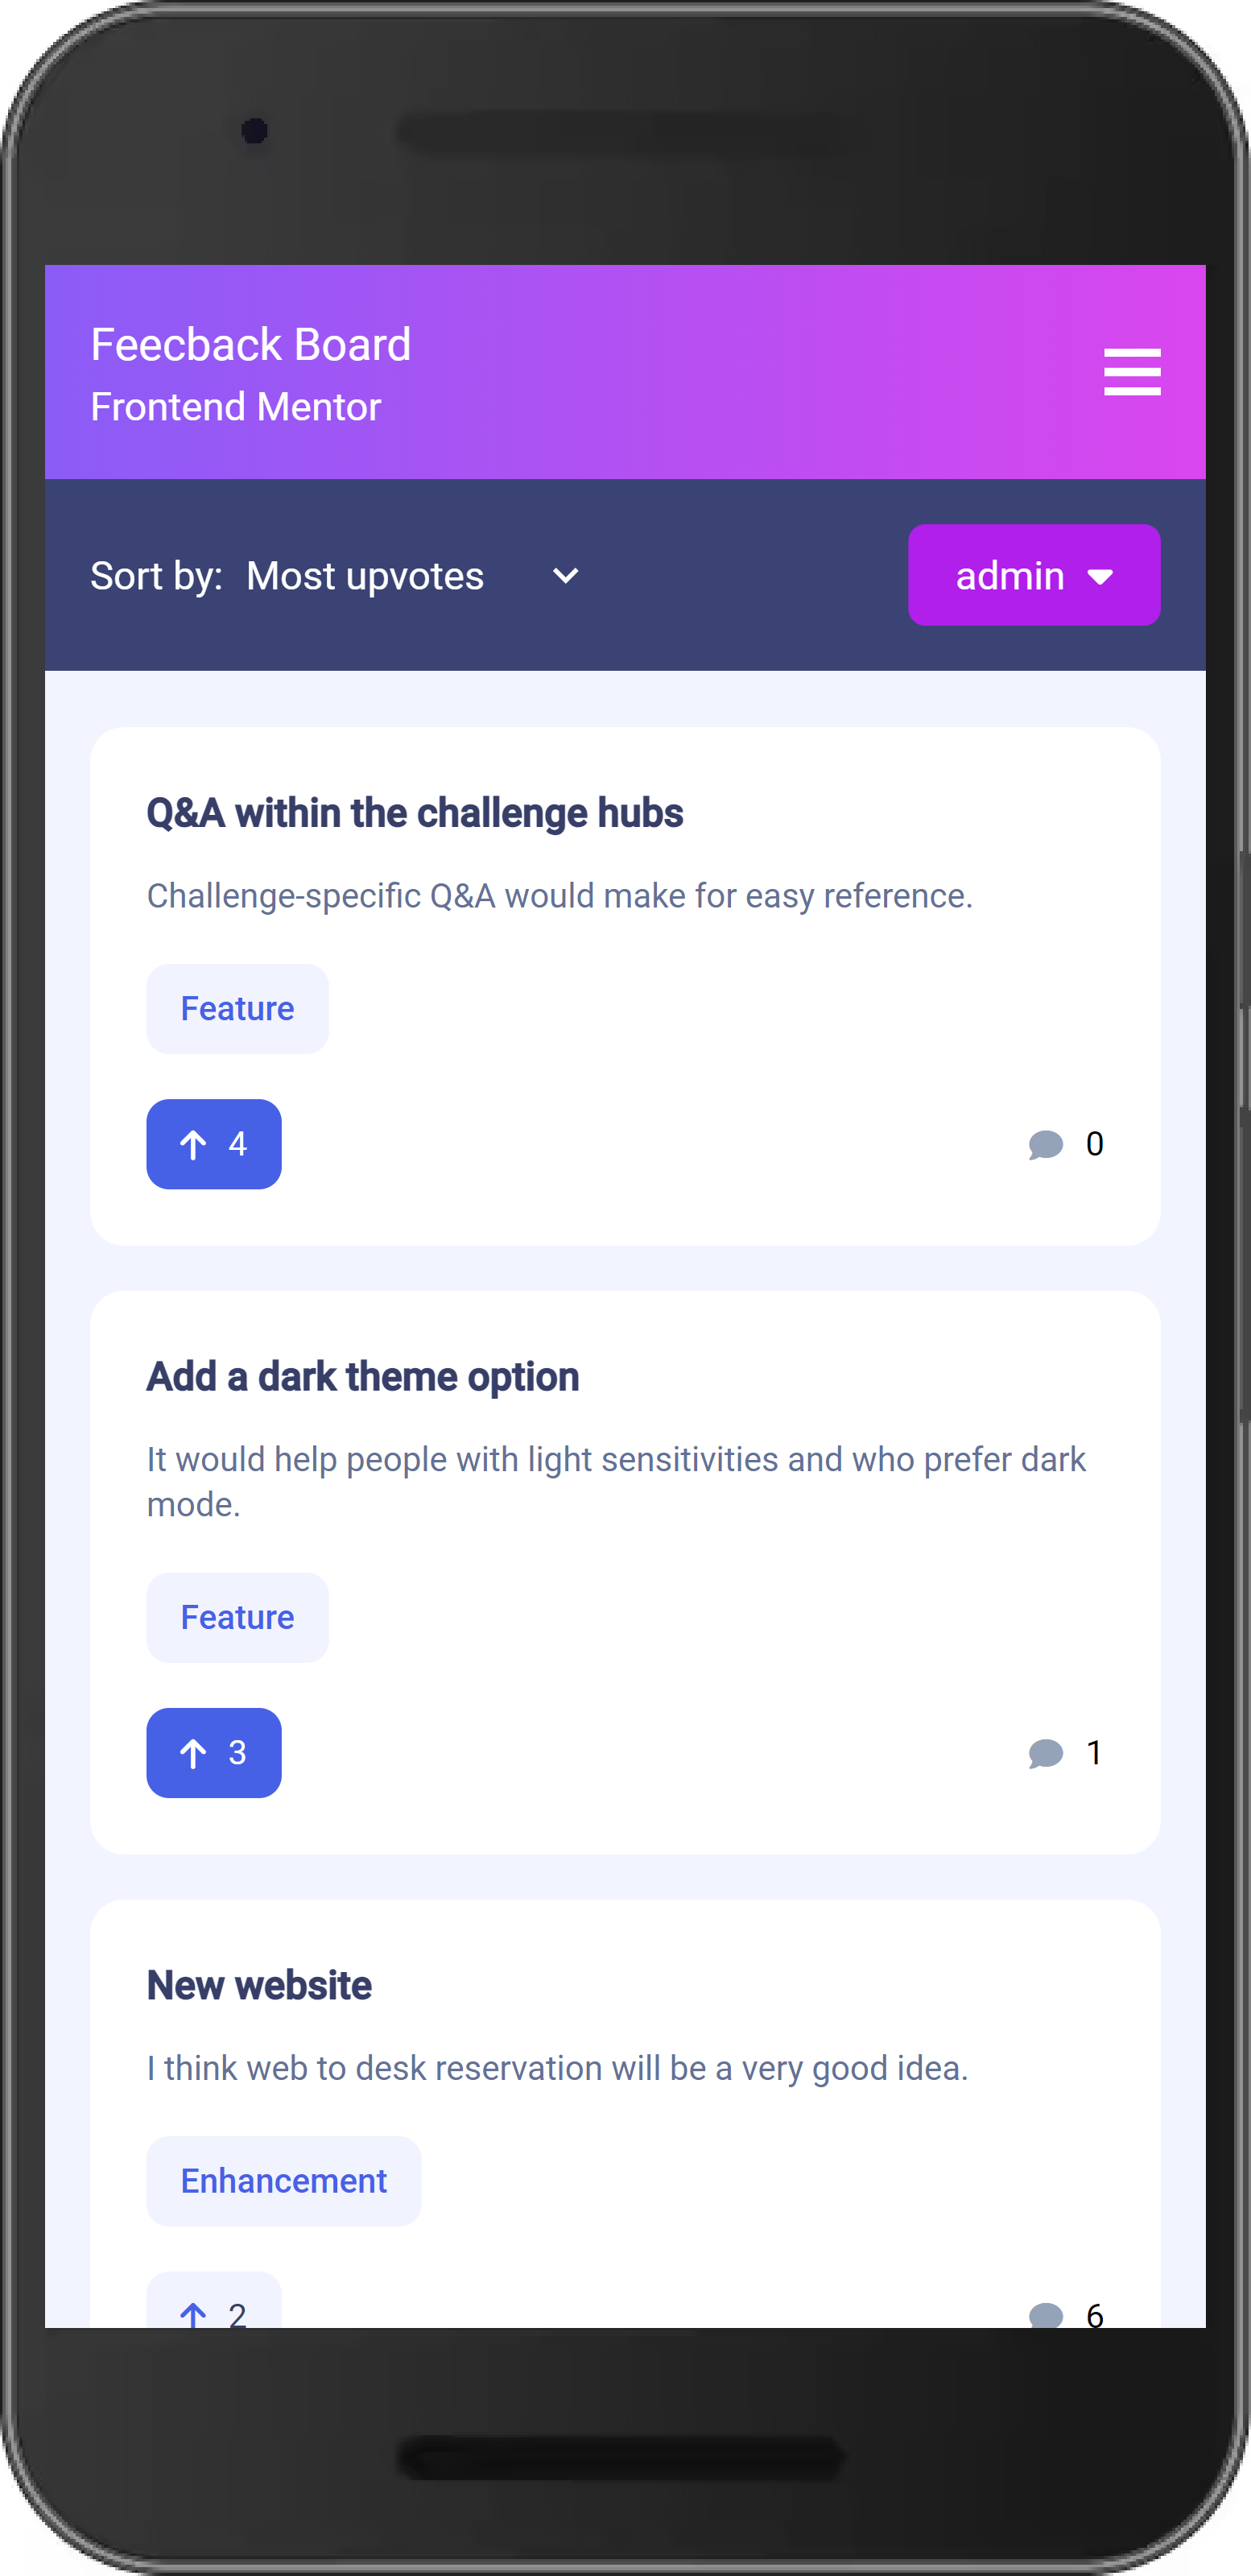 Feecback Board
Frontend Mentor
Sort by: Most upvotes admin
Q&A within the challenge hubs
Challenge-specific Q&A would make for easy reference.
Feature
4 0
Add a dark theme option
It would help people with light sensitivities and who prefer dark
mode.
Feature
3 1
New website
I think web to desk reservation will be a very good idea.
Enhancement
2 6